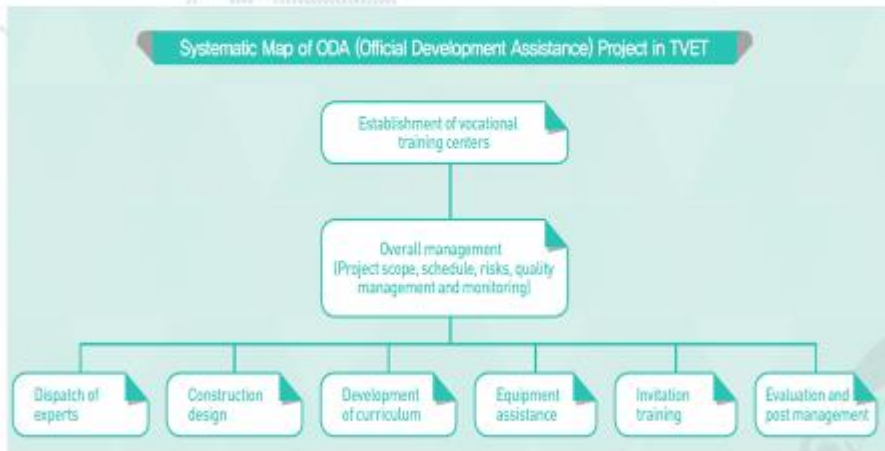 Systematic Map of ODA (Official Development Assistance) Project in TVET
Establishment of vocational
training centers
Overall management
(Project scope, schedule, risks, quality
management and monitoring)
Dispatch of
experts
Construction
design
Development
of curriculum
Equipment
assistance
Invitation
training
Evaluation and
post management